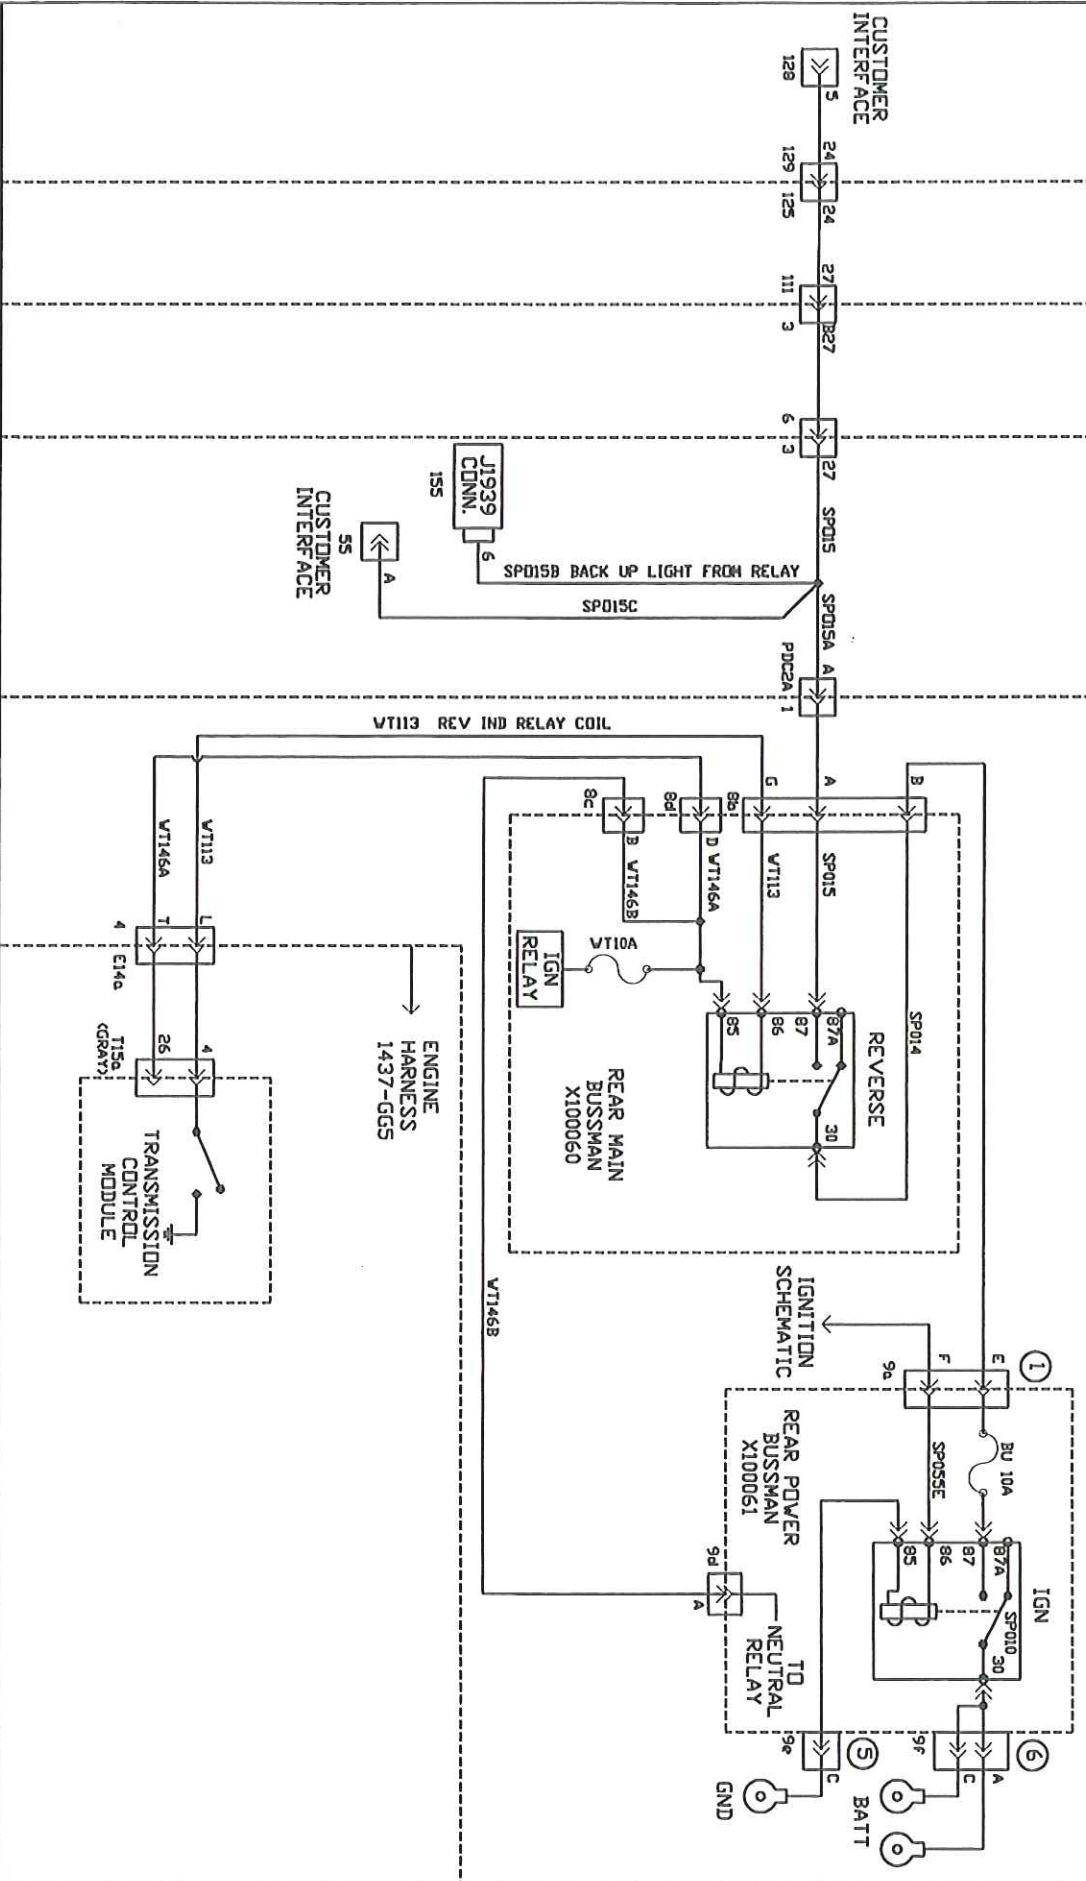 CUSTOMER
INTERFACE
128
5
24
129
125
24
27
111
3
B27
6
3
27
SP015
SP015A
A
PDC2A
1
J1939
CONN.
155
6
SP015B BACK UP LIGHT FROM RELAY
55
A
CUSTOMER
INTERFACE
SP015C
WT113 REV IND RELAY COIL
G
A
B
8b
8d
8c
D
WT146A
B
WT146B
WT113
SP015
SP014
WT10A
IGN
RELAY
85
86
87
87A
30
REVERSE
REAR MAIN
BUSSMAN
X100060
WT113
WT146A
L
T
4
E14a
4
26
T15a
(GRAY)
TRANSMISSION
CONTROL
MODULE
ENGINE
HARNESS
1437-GG5
WT146B
IGNITION
SCHEMATIC
1
E
F
9a
BU 10A
SP055E
REAR POWER
BUSSMAN
X100061
85
86
87
87A
IGN
SP010
30
9d
A
TO
NEUTRAL
RELAY
9e
5
C
GND
9f
6
A
C
BATT